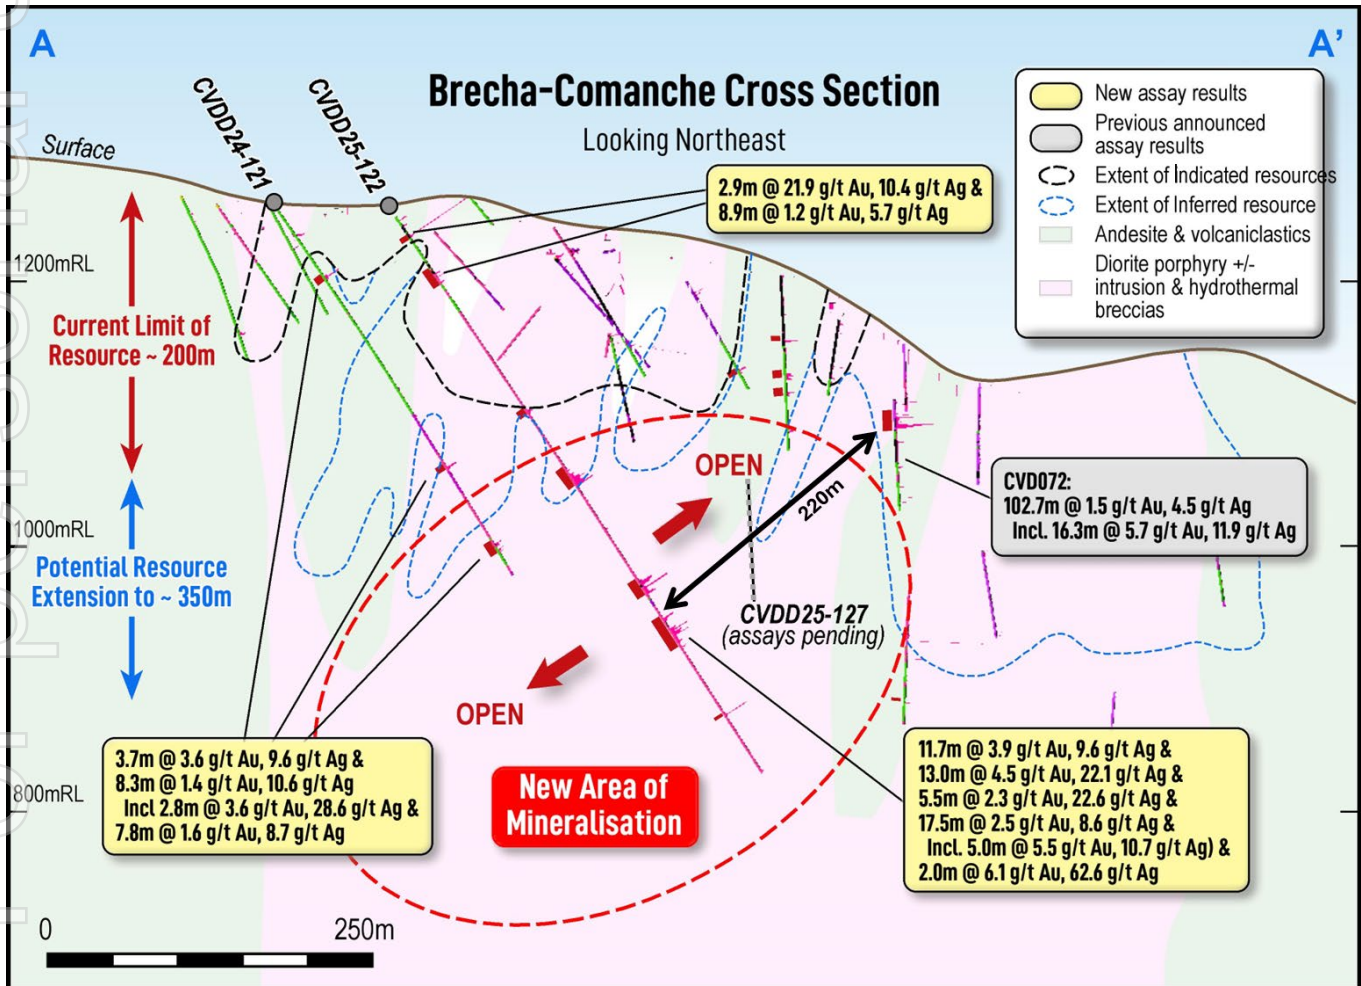 A
A’
Brecha-Comanche Cross Section
Looking Northeast
CVDD24-121
CVDD25-122
Surface
New assay results
Previous announced
assay results
Extent of Indicated resources
Extent of Inferred resource
Andesite & volcaniclastics
Diorite porphyry +/-
intrusion & hydrothermal
breccias
2.9m @ 21.9 g/t Au, 10.4 g/t Ag &
8.9m @ 1.2 g/t Au, 5.7 g/t Ag
1200mRL
Current Limit of
Resource ~ 200m
OPEN
220m
CVD072:
102.7m @ 1.5 g/t Au, 4.5 g/t Ag
Incl. 16.3m @ 5.7 g/t Au, 11.9 g/t Ag
1000mRL
Potential Resource
Extension to ~ 350m
CVDD25-127
(assays pending)
OPEN
3.7m @ 3.6 g/t Au, 9.6 g/t Ag &
8.3m @ 1.4 g/t Au, 10.6 g/t Ag
Incl 2.8m @ 3.6 g/t Au, 28.6 g/t Ag &
7.8m @ 1.6 g/t Au, 8.7 g/t Ag
800mRL
New Area of
Mineralisation
11.7m @ 3.9 g/t Au, 9.6 g/t Ag &
13.0m @ 4.5 g/t Au, 22.1 g/t Ag &
5.5m @ 2.3 g/t Au, 22.6 g/t Ag &
17.5m @ 2.5 g/t Au, 8.6 g/t Ag &
Incl. 5.0m @ 5.5 g/t Au, 10.7 g/t Ag) &
2.0m @ 6.1 g/t Au, 62.6 g/t Ag
0
250m